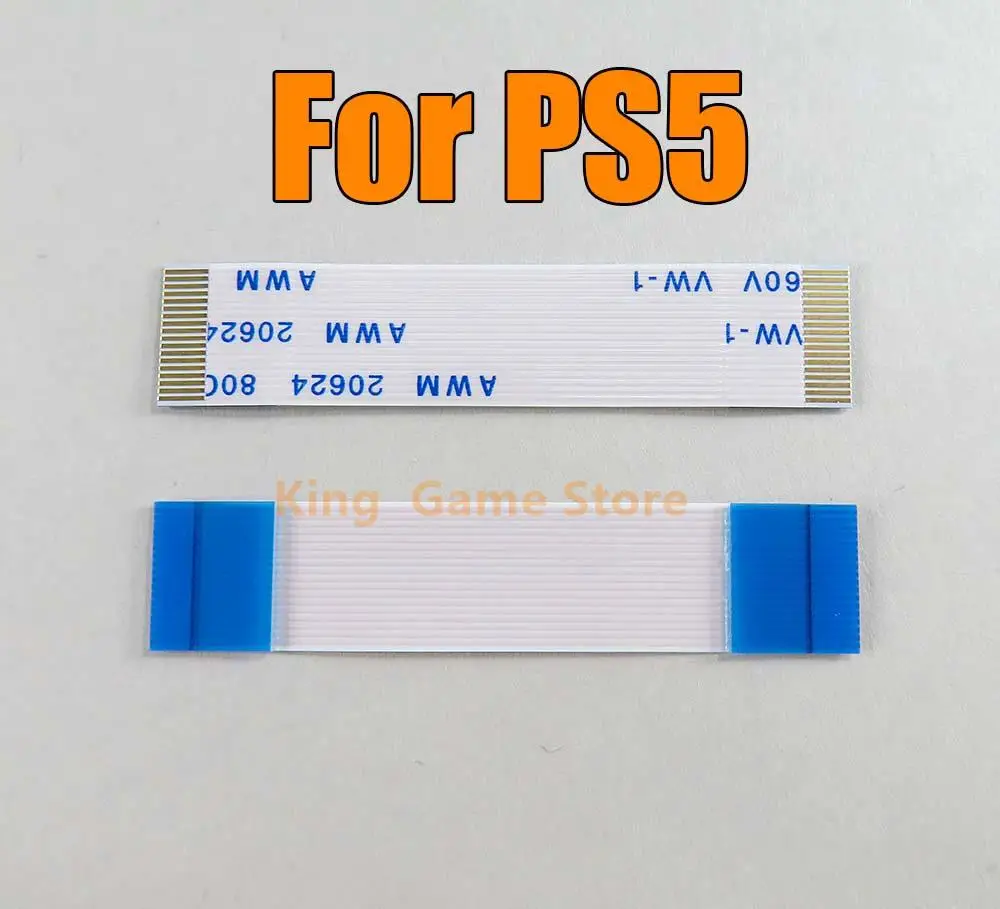 For PS5
AWM VW-1 60V
AWM 20624 VW-1
AWM 20624 80C
King Game Store